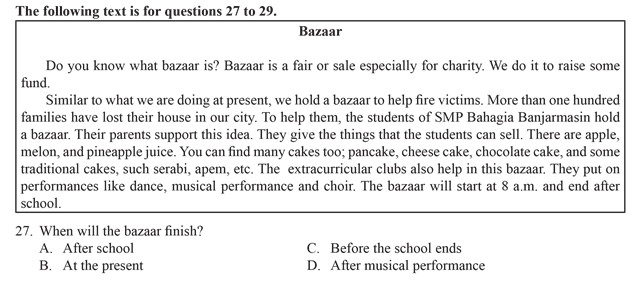 The following text is for questions 27 to 29.
Bazaar
Do you know what bazaar is? Bazaar is a fair or sale especially for charity. We do it to raise some
fund.
Similar to what we are doing at present, we hold a bazaar to help fire victims. More than one hundred
families have lost their house in our city. To help them, the students of SMP Bahagia Banjarmasin hold
a bazaar. Their parents support this idea. They give the things that the students can sell. There are apple,
melon, and pineapple juice. You can find many cakes too; pancake, cheese cake, chocolate cake, and some
traditional cakes, such serabi, apem, etc. The extracurricular clubs also help in this bazaar. They put on
performances like dance, musical performance and choir. The bazaar will start at 8 a.m. and end after
school.
27. When will the bazaar finish?
A. After school
C. Before the school ends
B. At the present
D. After musical performance